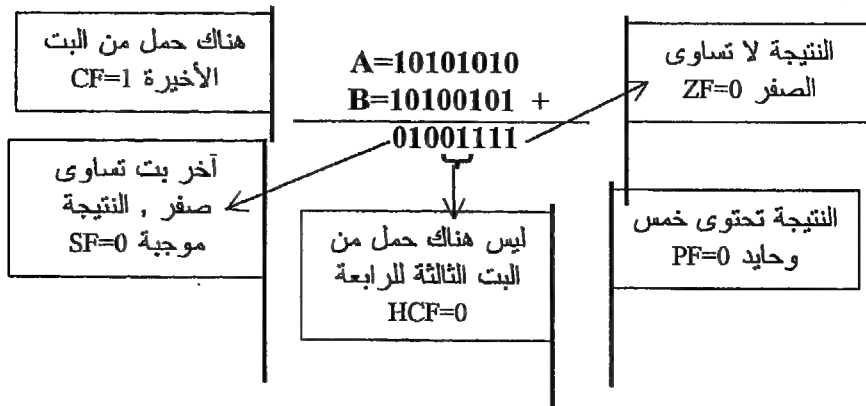 هناك حمل من البت
الأخيرة CF=1
A=10101010
B=10100101 +
01001111
النتيجة لا تساوى
الصفر ZF=0
آخر بت تساوى
صفر , النتيجة
موجبة SF=0
ليس هناك حمل من
البت الثالثة للرابعة
HCF=0
النتيجة تحتوى خمس
وحايد PF=0